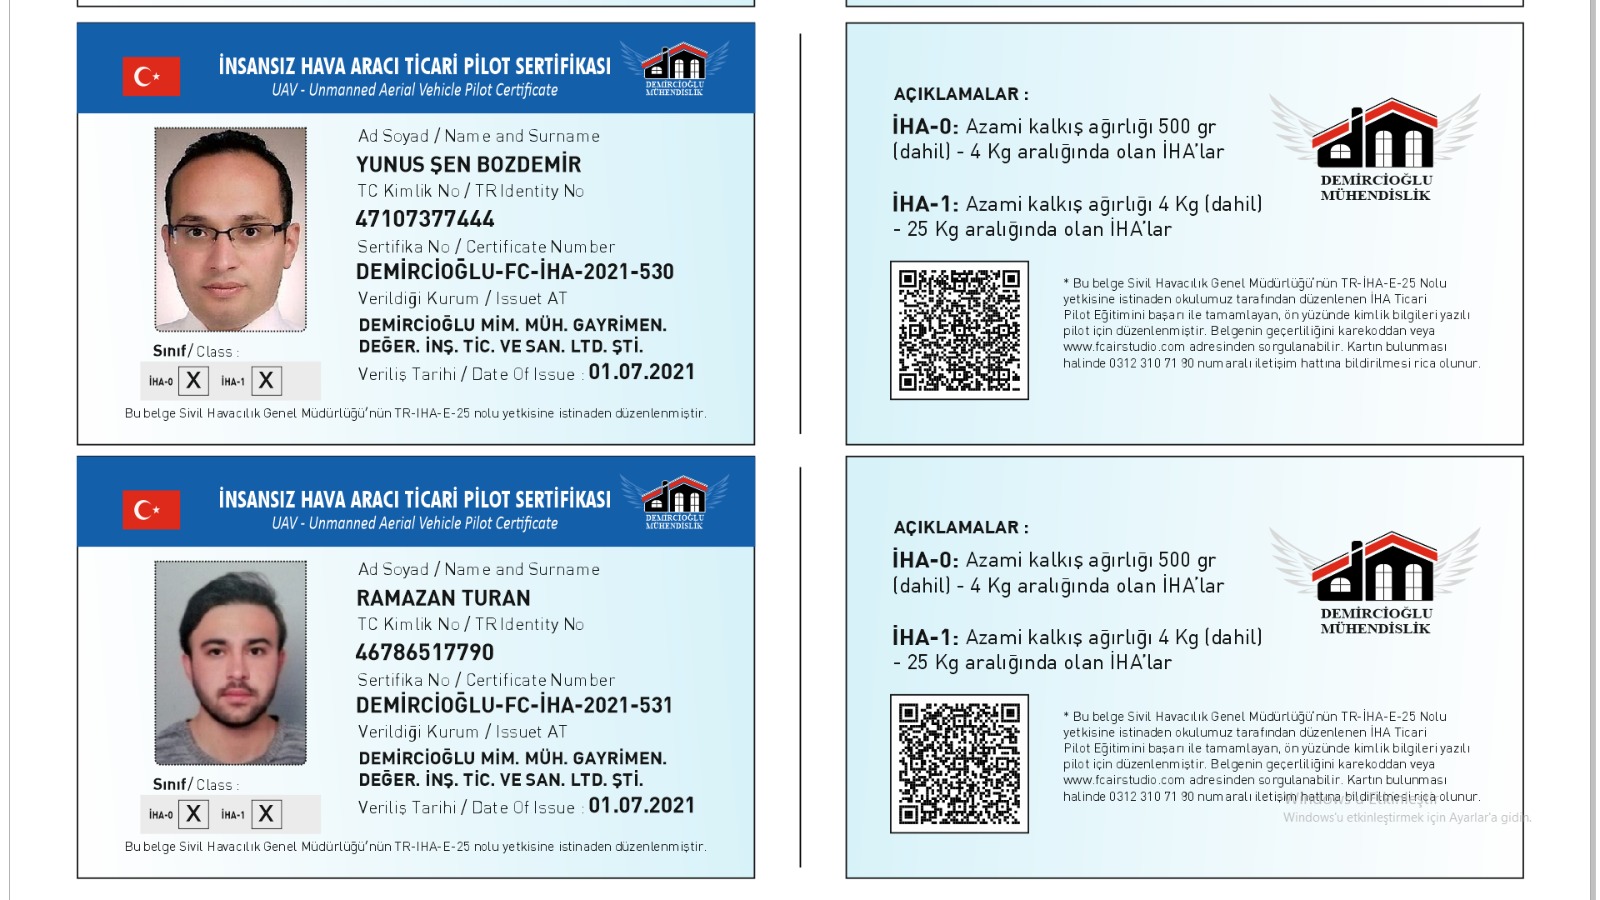 İNSANSIZ HAVA ARACI TİCARİ PİLOT SERTİFİKASI
UAV - Unmanned Aerial Vehicle Pilot Certificate
DEMİRCİOĞLU
MÜHENDİSLİK
Ad Soyad / Name and Surname
YUNUS ŞEN BOZDEMİR
TC Kimlik No / TR Identity No
47107377444
Sertifika No / Certificate Number
DEMİRCİOĞLU-FC-İHA-2021-530
Verildiği Kurum / Issuet AT
DEMİRCİOĞLU MİM. MÜH. GAYRİMEN.
DEĞER. İNŞ. TİC. VE SAN. LTD. ŞTİ.
Sınıf/ Class :
İHA-0 X İHA-1 X
Veriliş Tarihi / Date Of Issue : 01.07.2021
Bu belge Sivil Havacılık Genel Müdürlüğü'nün TR-IHA-E-25 nolu yetkisine istinaden düzenlenmiştir.
AÇIKLAMALAR :
İHA-0: Azami kalkış ağırlığı 500 gr
(dahil) - 4 Kg aralığında olan İHA'lar
İHA-1: Azami kalkış ağırlığı 4 Kg (dahil)
- 25 Kg aralığında olan İHA'lar
DEMİRCİOĞLU
MÜHENDİSLİK
* Bu belge Sivil Havacılık Genel Müdürlüğü'nün TR-İHA-E-25 Nolu
yetkisine istinaden okulumuz tarafından düzenlenen İHA Ticari
Pilot Eğitimini başarı ile tamamlayan, ön yüzünde kimlik bilgileri yazılı
pilot için düzenlenmiştir. Belgenin geçerliliğini karekoddan veya
www.fcairstudio.com adresinden sorgulanabilir. Kartın bulunması
halinde 0312 310 71 90 numaralı iletişim hattına bildirilmesi rica olunur.
İNSANSIZ HAVA ARACI TİCARİ PİLOT SERTİFİKASI
UAV - Unmanned Aerial Vehicle Pilot Certificate
DEMİRCİOĞLU
MÜHENDİSLİK
Ad Soyad / Name and Surname
RAMAZAN TURAN
TC Kimlik No / TR Identity No
46786517790
Sertifika No / Certificate Number
DEMİRCİOĞLU-FC-İHA-2021-531
Verildiği Kurum / Issuet AT
DEMİRCİOĞLU MİM. MÜH. GAYRİMEN.
DEĞER. İNŞ. TİC. VE SAN. LTD. ŞTİ.
Sınıf/ Class :
İHA-0 X İHA-1 X
Veriliş Tarihi / Date Of Issue : 01.07.2021
Bu belge Sivil Havacılık Genel Müdürlüğü'nün TR-IHA-E-25 nolu yetkisine istinaden düzenlenmiştir.
AÇIKLAMALAR :
İHA-0: Azami kalkış ağırlığı 500 gr
(dahil) - 4 Kg aralığında olan İHA'lar
İHA-1: Azami kalkış ağırlığı 4 Kg (dahil)
- 25 Kg aralığında olan İHA'lar
DEMİRCİOĞLU
MÜHENDİSLİK
* Bu belge Sivil Havacılık Genel Müdürlüğü'nün TR-İHA-E-25 Nolu
yetkisine istinaden okulumuz tarafından düzenlenen İHA Ticari
Pilot Eğitimini başarı ile tamamlayan, ön yüzünde kimlik bilgileri yazılı
pilot için düzenlenmiştir. Belgenin geçerliliğini karekoddan veya
www.fcairstudio.com adresinden sorgulanabilir. Kartın bulunması
halinde 0312 310 71 90 numaralı iletişim hattına bildirilmesi rica olunur.
Windows'u Etkinleştir
Windows'u etkinleştirmek için Ayarlar'a gidin.